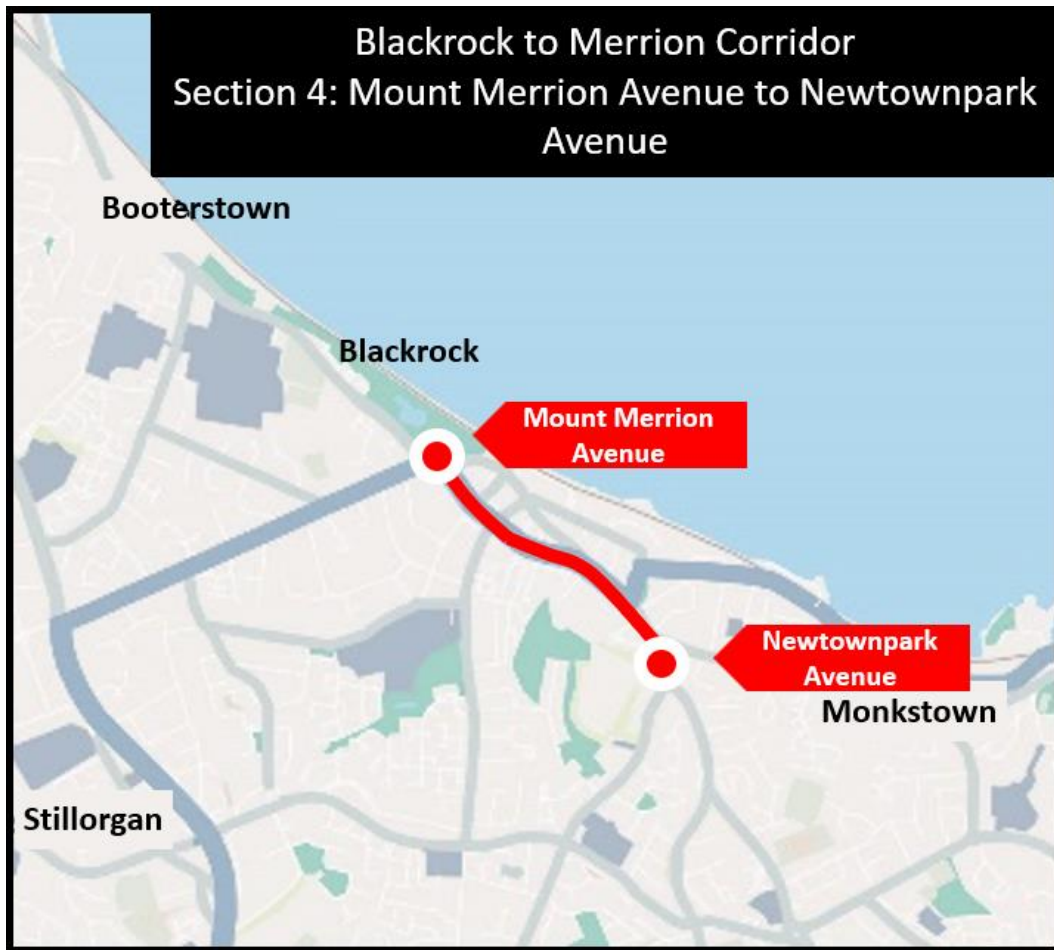 Blackrock to Merrion Corridor
Section 4: Mount Merrion Avenue to Newtownpark
Avenue
Booterstown
Blackrock
Mount Merrion
Avenue
Newtownpark
Avenue
Monkstown
Stillorgan